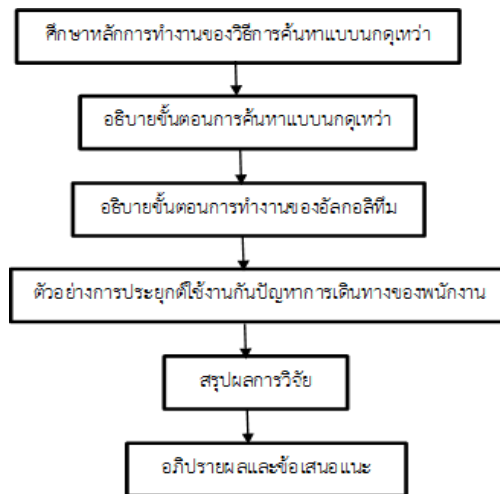 ศึกษาหลักการทำงานของวิธีการค้นหาแบบนกดุเหว่า
อธิบายขั้นตอนการค้นหาแบบนกดุเหว่า
อธิบายขั้นตอนการทำงานของอัลกอลิทึม
ตัวอย่างการประยุกต์ใช้งานกันปัญหาการเดินทางของพนักงาน
สรุปผลการวิจัย
อภิปรายผลและข้อเสนอแนะ